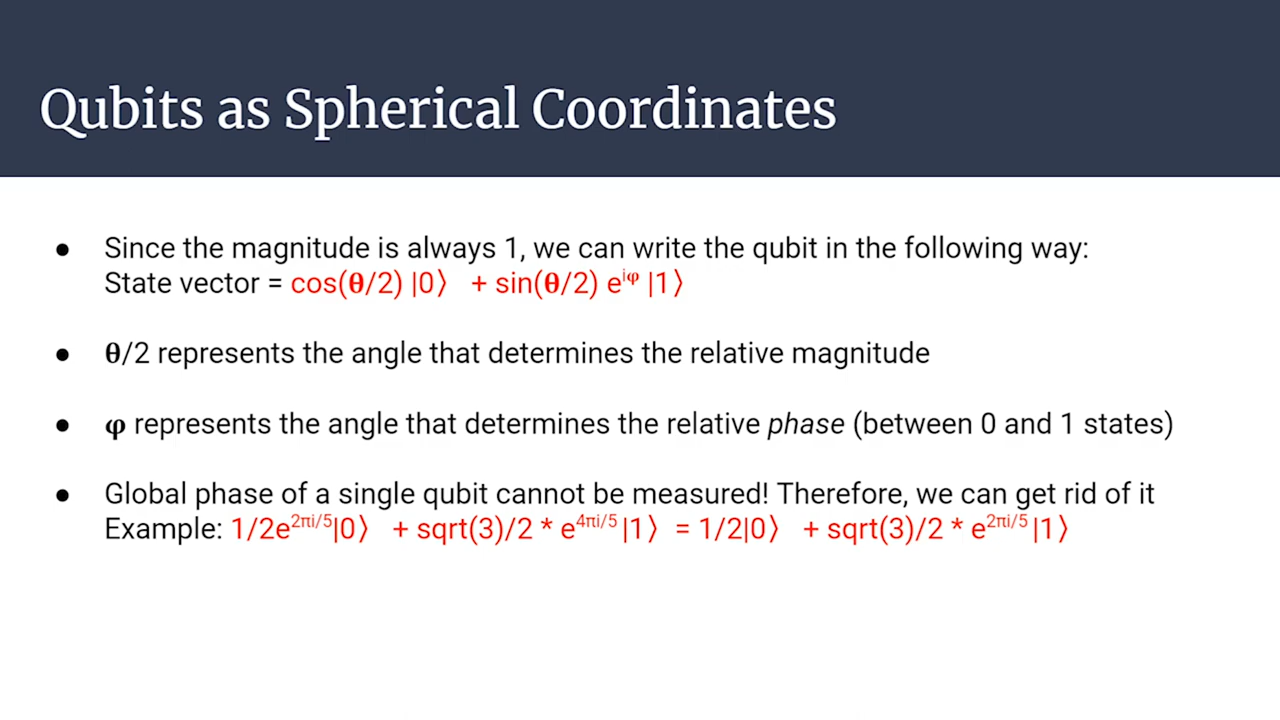 Qubits as Spherical Coordinates
● Since the magnitude is always 1, we can write the qubit in the following way:
State vector = cos(θ/2) |0⟩ + sin(θ/2) e^iφ |1⟩
● θ/2 represents the angle that determines the relative magnitude
● φ represents the angle that determines the relative phase (between 0 and 1 states)
● Global phase of a single qubit cannot be measured! Therefore, we can get rid of it
Example: 1/2e^2πi/5|0⟩ + sqrt(3)/2 * e^4πi/5 |1⟩ = 1/2|0⟩ + sqrt(3)/2 * e^2πi/5 |1⟩